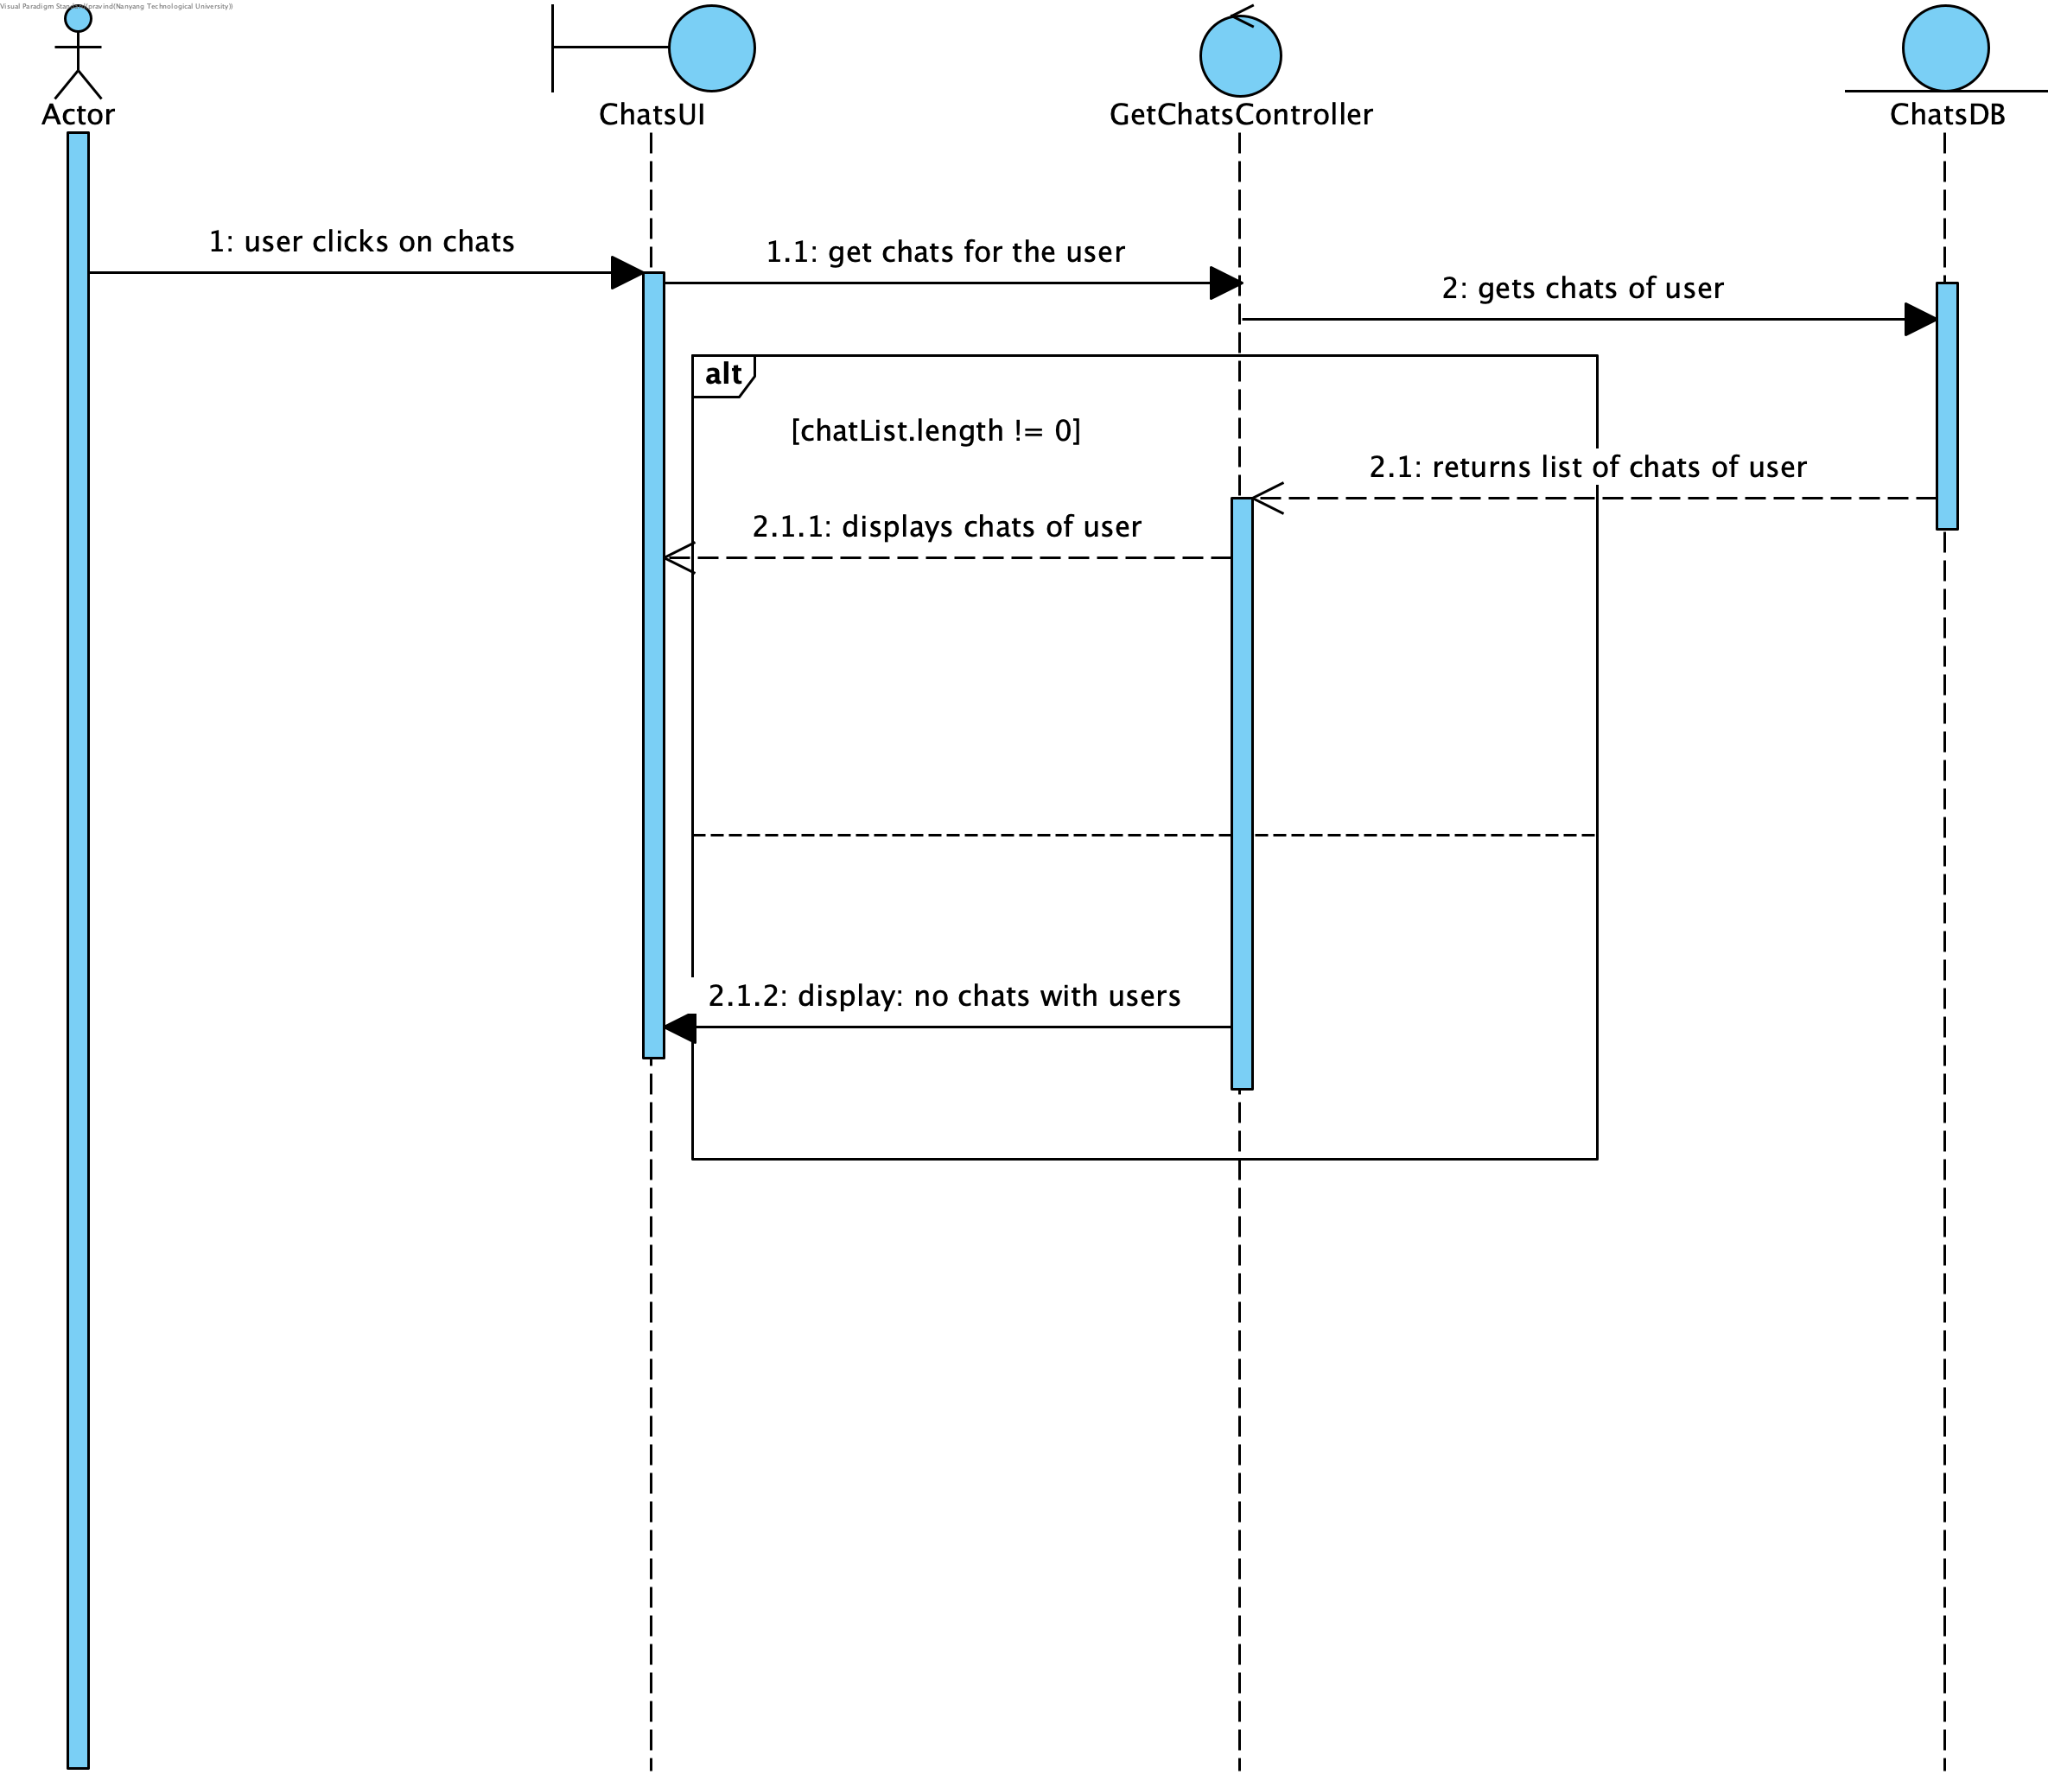 Actor
ChatsUI
GetChatsController
ChatsDB
1: user clicks on chats
1.1: get chats for the user
2: gets chats of user
alt
[chatList.length != 0]
2.1: returns list of chats of user
2.1.1: displays chats of user
2.1.2: display: no chats with users